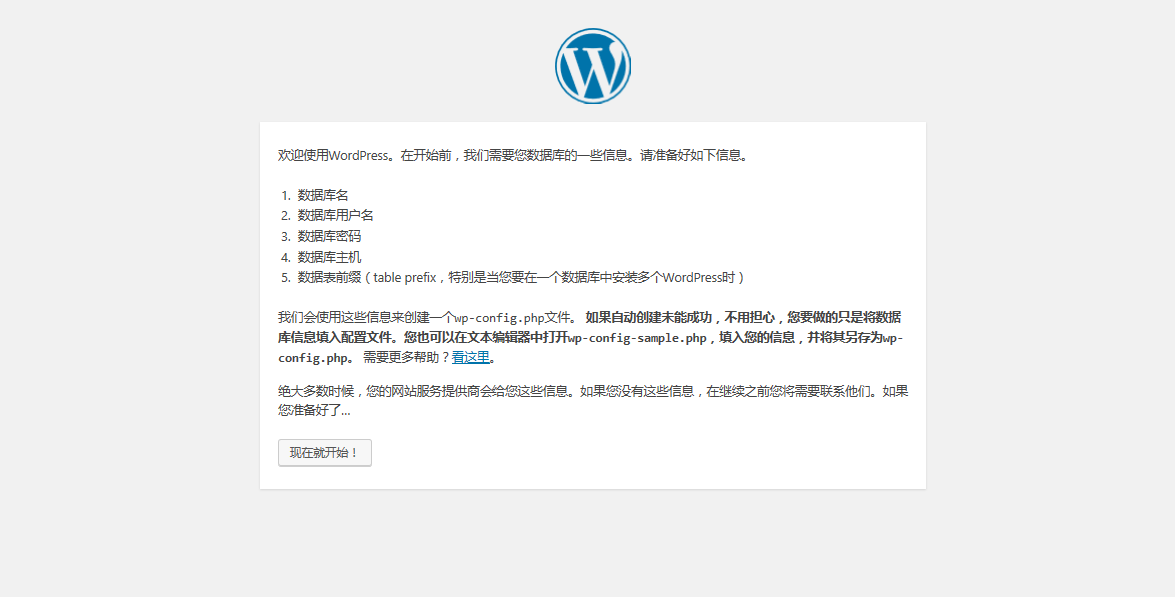 欢迎使用WordPress。在开始前，我们需要您数据库的一些信息。请准备好如下信息。
1. 数据库名
2. 数据库用户名
3. 数据库密码
4. 数据库主机
5. 数据表前缀（table prefix，特别是当您要在一个数据库中安装多个WordPress时）
我们会使用这些信息来创建一个wp-config.php文件。 如果自动创建未能成功，不用担心，您要做的只是将数据
库信息填入配置文件。您也可以在文本编辑器中打开wp-config-sample.php，填入您的信息，并将其另存为wp-
config.php。 需要更多帮助？看这里。
绝大多数时候，您的网站服务提供商会给您这些信息。如果您没有这些信息，在继续之前您将需要联系他们。如果
您准备好了…
现在就开始！